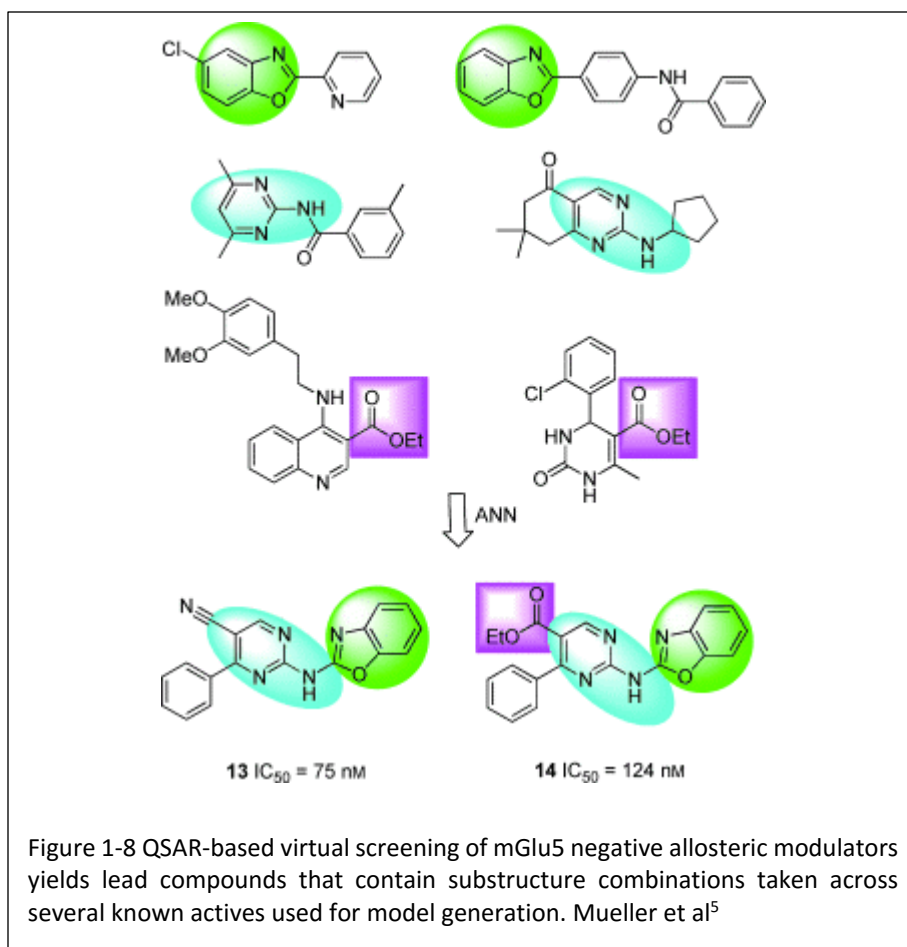 Cl
N
O
N
N
O
NH
O
N
N
NH
O
O
N
N
N
H
MeO
MeO
NH
O
OEt
N
Cl
HN
O
N
H
O
OEt
ANN
N
N
N
N
H
N
O
O
EtO
N
N
N
H
N
O
13 IC50 = 75 nM
14 IC50 = 124 nM
Figure 1-8 QSAR-based virtual screening of mGlu5 negative allosteric modulators
yields lead compounds that contain substructure combinations taken across
several known actives used for model generation. Mueller et al5